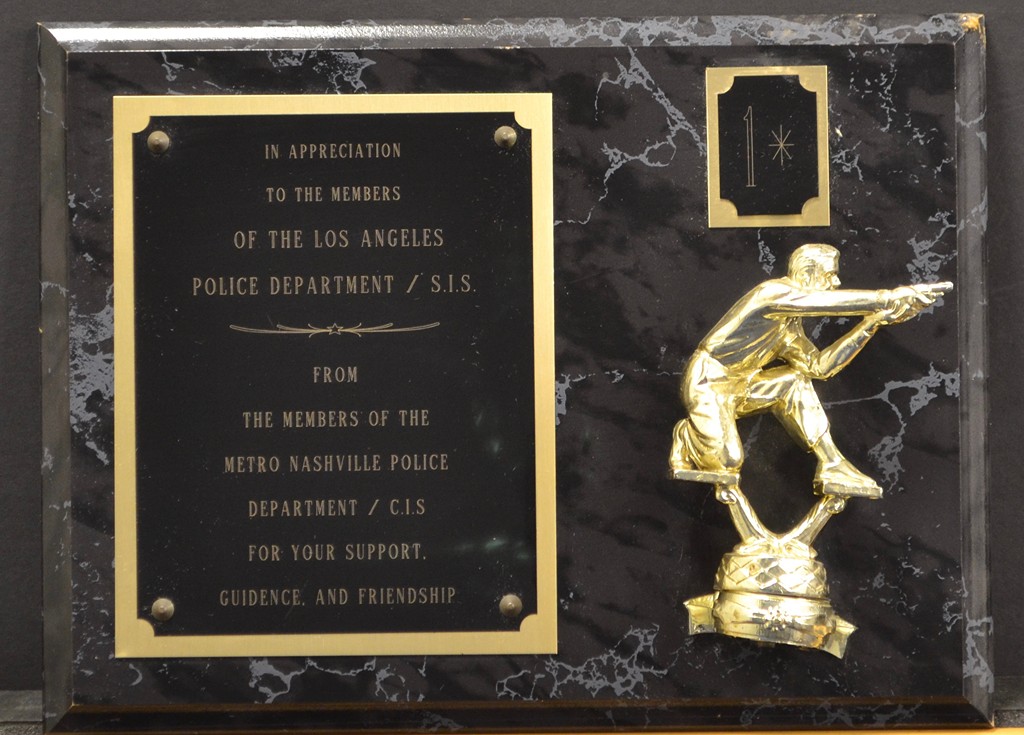 IN APPRECIATION
TO THE MEMBERS
OF THE LOS ANGELES
POLICE DEPARTMENT / S.I.S.
FROM
THE MEMBERS OF THE
METRO NASHVILLE POLICE
DEPARTMENT / C.I.S
FOR YOUR SUPPORT,
GUIDENCE, AND FRIENDSHIP
1*